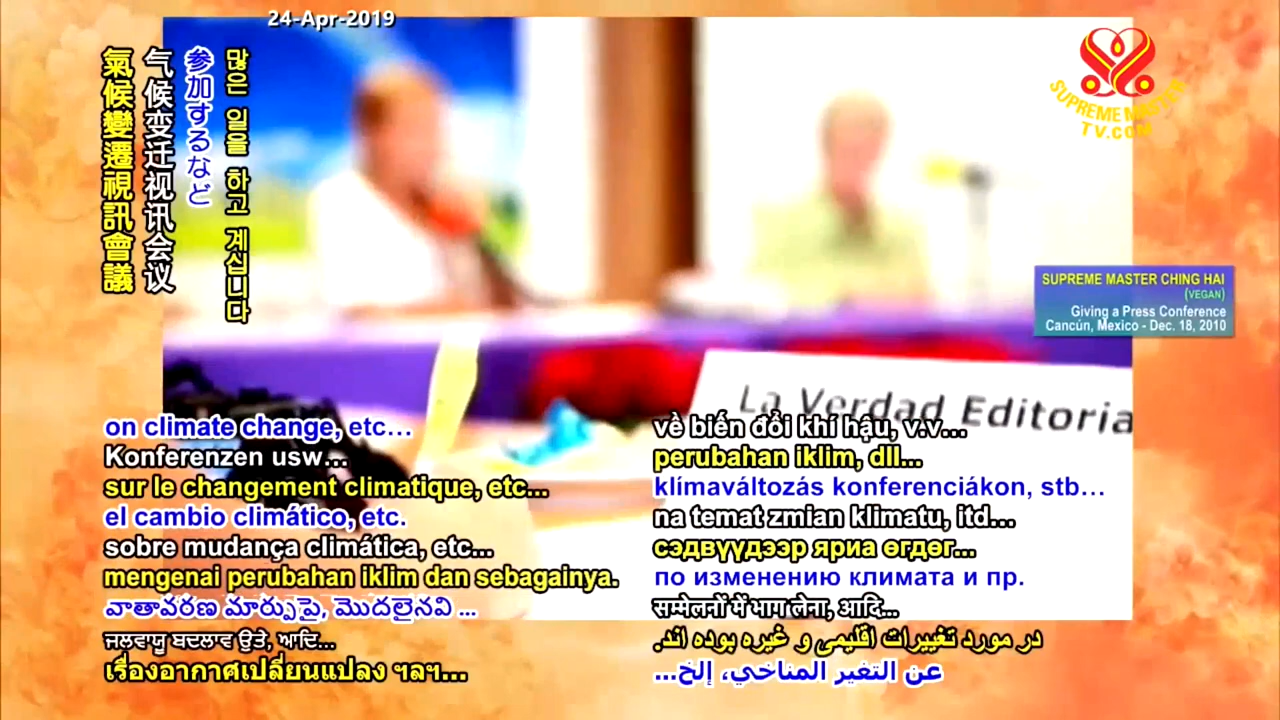 24-Apr-2019
氣候變遷視訊會議
气候变迁视讯会议
参加するなど
많은 일을 하고 계십니다
SUPREME MASTER
TV.COM
SUPREME MASTER CHING HAI
(VEGAN)
Giving a Press Conference
Cancún, Mexico - Dec. 18, 2010
La Verdad Editoria
on climate change, etc…
Konferenzen usw...
sur le changement climatique, etc...
el cambio climático, etc.
sobre mudança climática, etc...
mengenai perubahan iklim dan sebagainya.
వాతావరణ మార్పుపై, మొదలైనవి ...
ਜਲਵਾਯੂ ਬਦਲਾਵ ਉਤੇ, ਆਦਿ...
เรื่องอากาศเปลี่ยนแปลง ฯลฯ...
về biến đổi khí hậu, v.v...
perubahan iklim, dll...
klímaváltozás konferenciákon, stb…
na temat zmian klimatu, itd...
сэдвүүдээр яриа өгдөг...
по изменению климата и пр.
सम्मेलनों में भाग लेना, आदि...
در مورد تغییرات اقلیمی و غیره بوده اند.
عن التغير المناخي، إلخ...